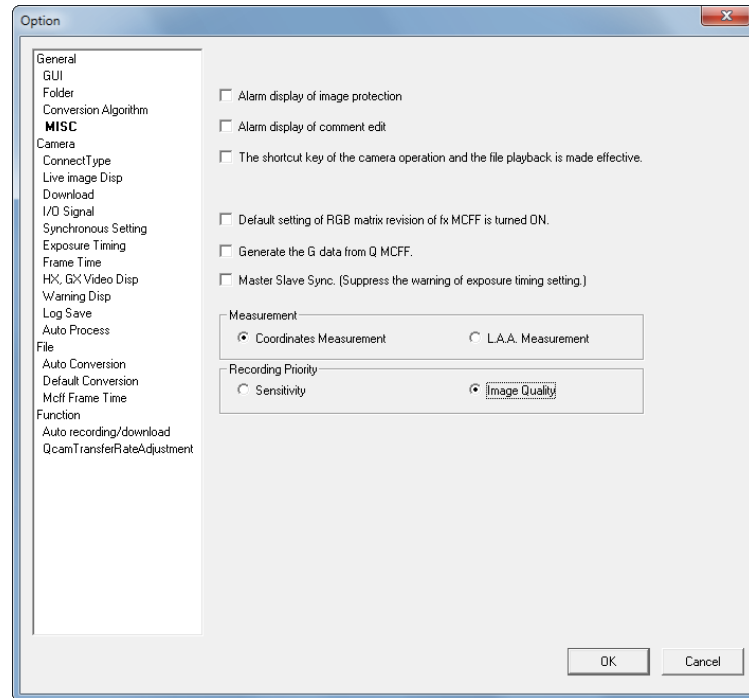 Option
General
GUI
Folder
Conversion Algorithm
MISC
Camera
ConnectType
Live image Disp
Download
I/O Signal
Synchronous Setting
Exposure Timing
Frame Time
HX, GX Video Disp
Warning Disp
Log Save
Auto Process
File
Auto Conversion
Default Conversion
Mcff Frame Time
Function
Auto recording/download
QcamTransferRateAdjustment
Alarm display of image protection
Alarm display of comment edit
The shortcut key of the camera operation and the file playback is made effective.
Default setting of RGB matrix revision of fx MCFF is turned ON.
Generate the G data from Q MCFF.
Master Slave Sync. (Suppress the warning of exposure timing setting.)
Measurement
Coordinates Measurement
L.A.A. Measurement
Recording Priority
Sensitivity
Image Quality
OK
Cancel